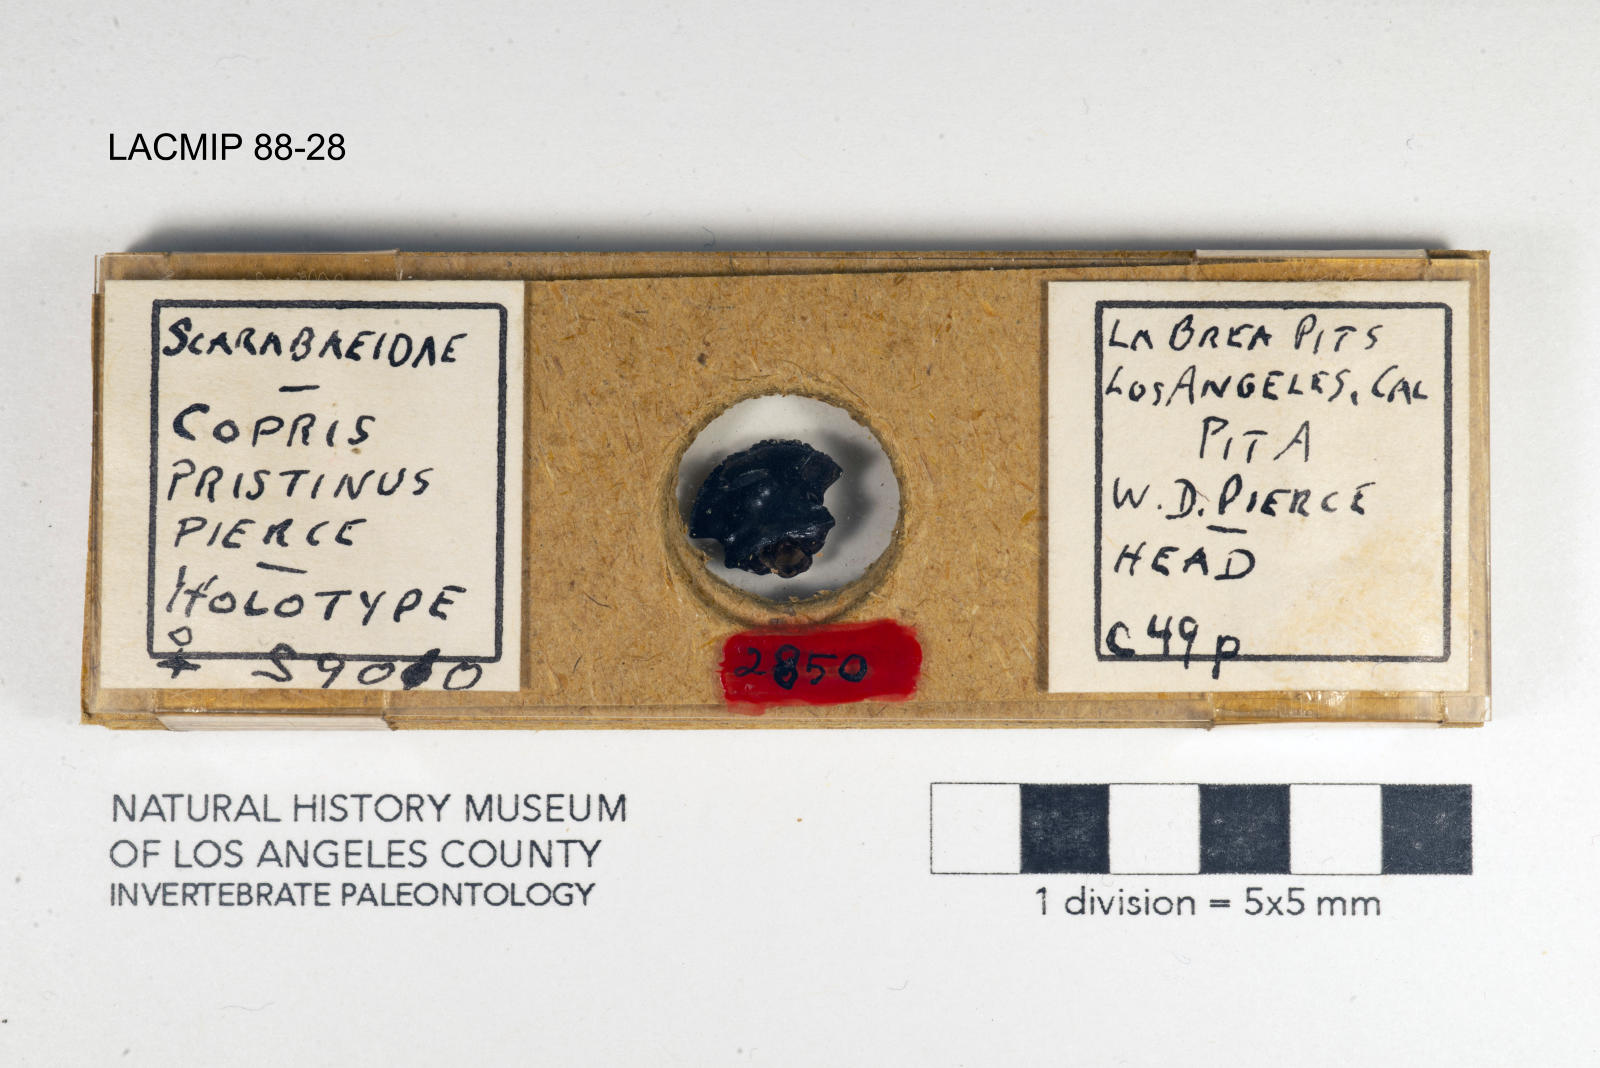 LACMIP 88-28
SCARABAEIDAE
COPRIS
PRISTINUS
PIERCE
HOLOTYPE
♀
2850
LA BREA PITS
LOS ANGELES, CAL
PIT A
W. D. PIERCE
HEAD
C49p
NATURAL HISTORY MUSEUM
OF LOS ANGELES COUNTY
INVERTEBRATE PALEONTOLOGY
1 division = 5x5 mm